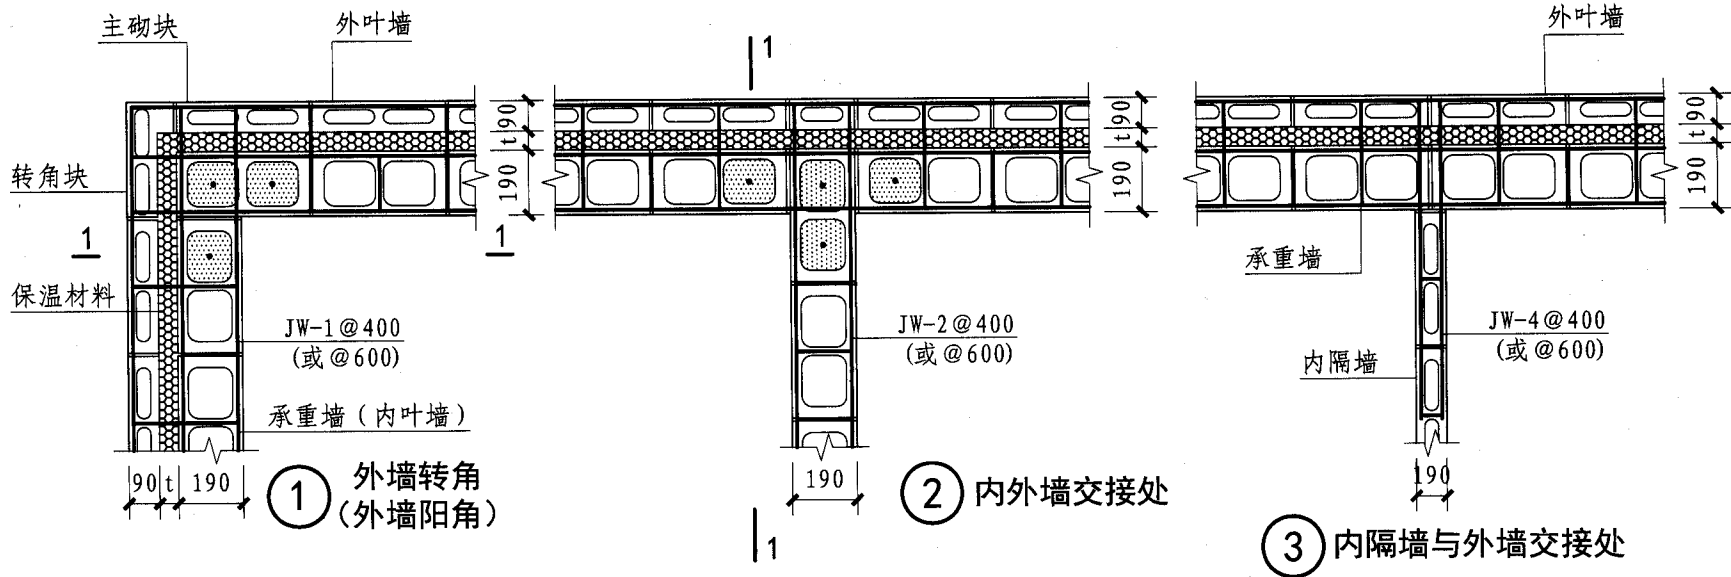 主砌块
外叶墙
转角块
保温材料
1
1
90
t
190
JW-1@400
(或@600)
承重墙（内叶墙）
90
t
190
1
外墙转角
（外墙阳角）
1
90
t
190
JW-2@400
(或@600)
190
2
内外墙交接处
1
外叶墙
90
t
190
承重墙
内隔墙
JW-4@400
(或@600)
190
3
内隔墙与外墙交接处